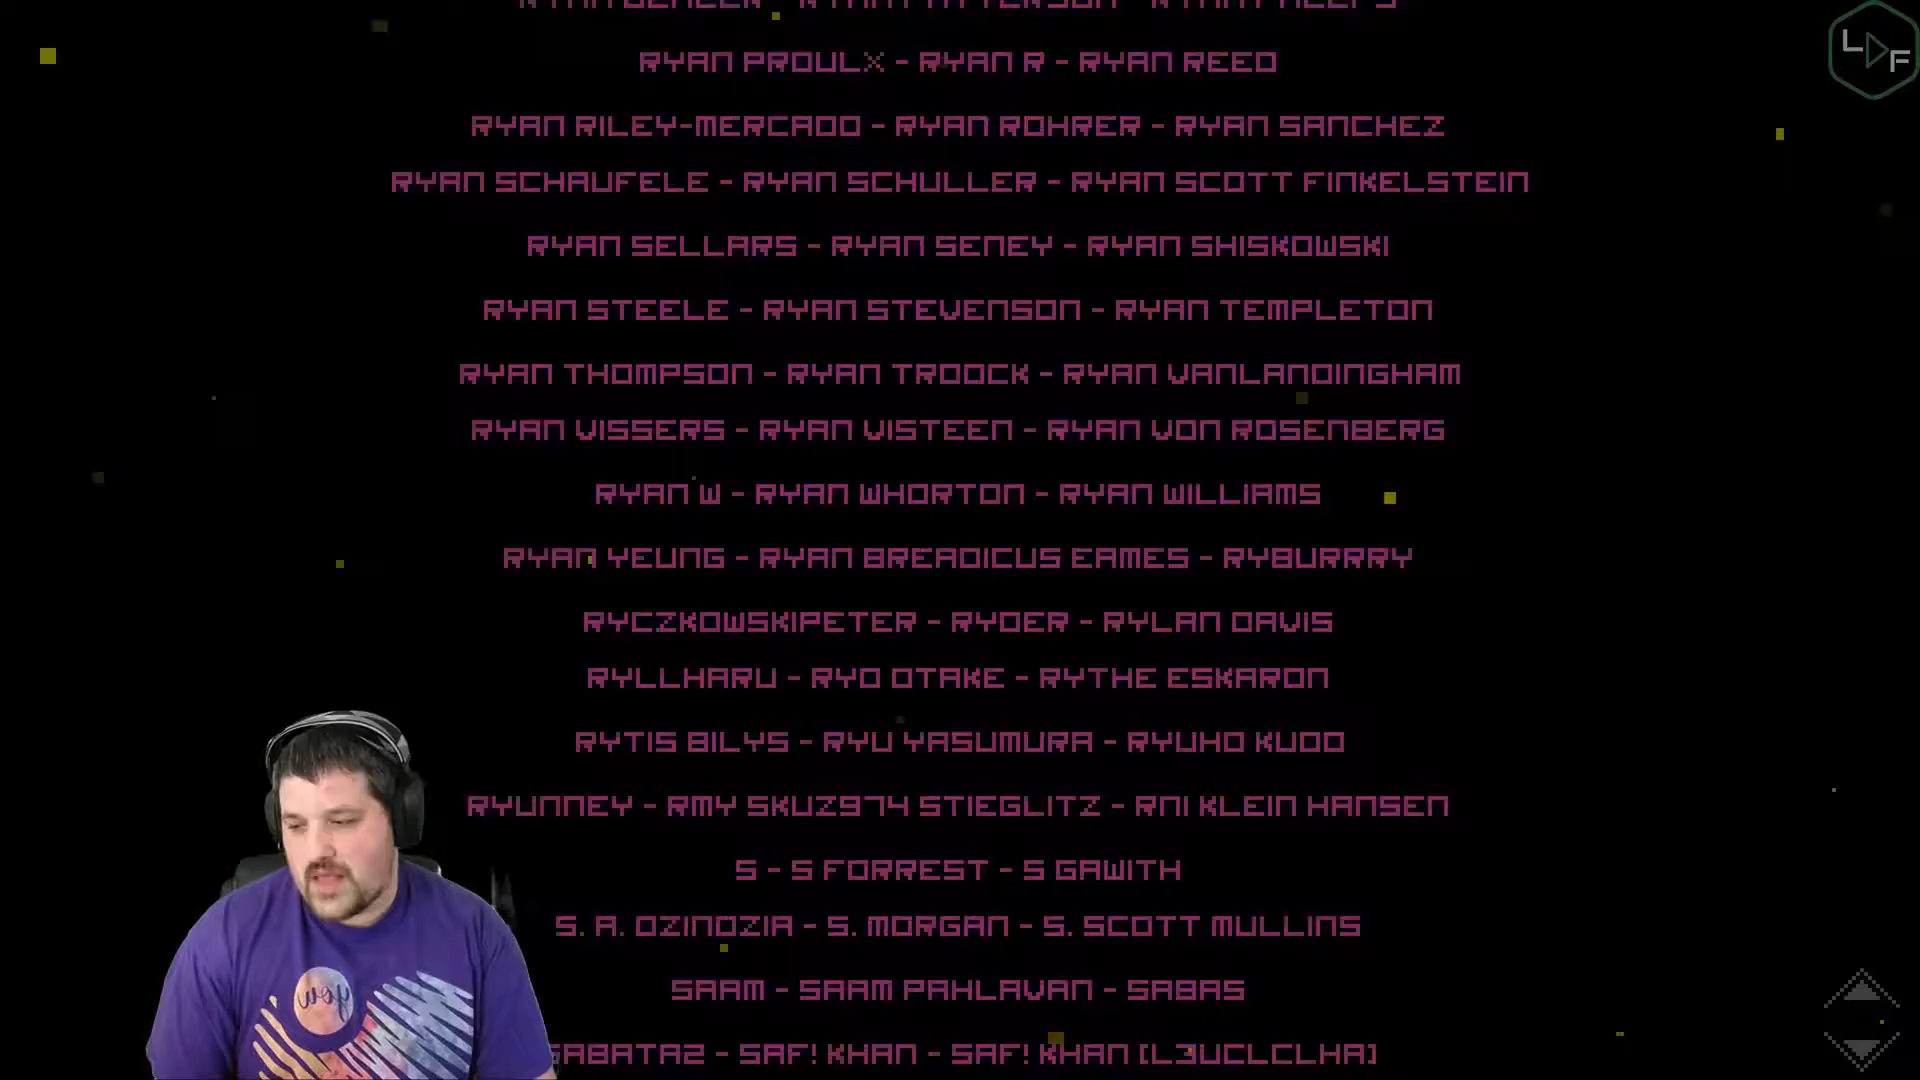 RYAN PROULX - RYAN R - RYAN REED
RYAN RILEY-MERCADO - RYAN ROHRER - RYAN SANCHEZ
RYAN SCHAUFELE - RYAN SCHULLER - RYAN SCOTT FINKELSTEIN
RYAN SELLARS - RYAN SENEY - RYAN SHISKOWSKI
RYAN STEELE - RYAN STEVENSON - RYAN TEMPLETON
RYAN THOMPSON - RYAN TROOCK - RYAN VANLANDINGHAM
RYAN VISSERS - RYAN VISTEEN - RYAN VON ROSENBERG
RYAN W - RYAN WHORTON - RYAN WILLIAMS
RYAN YEUNG - RYAN BREADICUS EAMES - RYBURRRY
RYCZKOWSKIPETER - RYDER - RYLAN DAVIS
RYLLHARU - RYO OTAKE - RYTHE ESKARON
RYTIS BILYS - RYU YASUMURA - RYUHO KUDO
RYUNNEY - RMY SKUZ974 STIEGLITZ - RNI KLEIN HANSEN
S - S FORREST - S GAWITH
S. A. DZINDZIA - S. MORGAN - S. SCOTT MULLINS
SAAM - SAAM PAHLAVAN - SABAS
SABATAZ - SAF! KHAN - SAF! KHAN [L3UCLCLHA]
L F
you